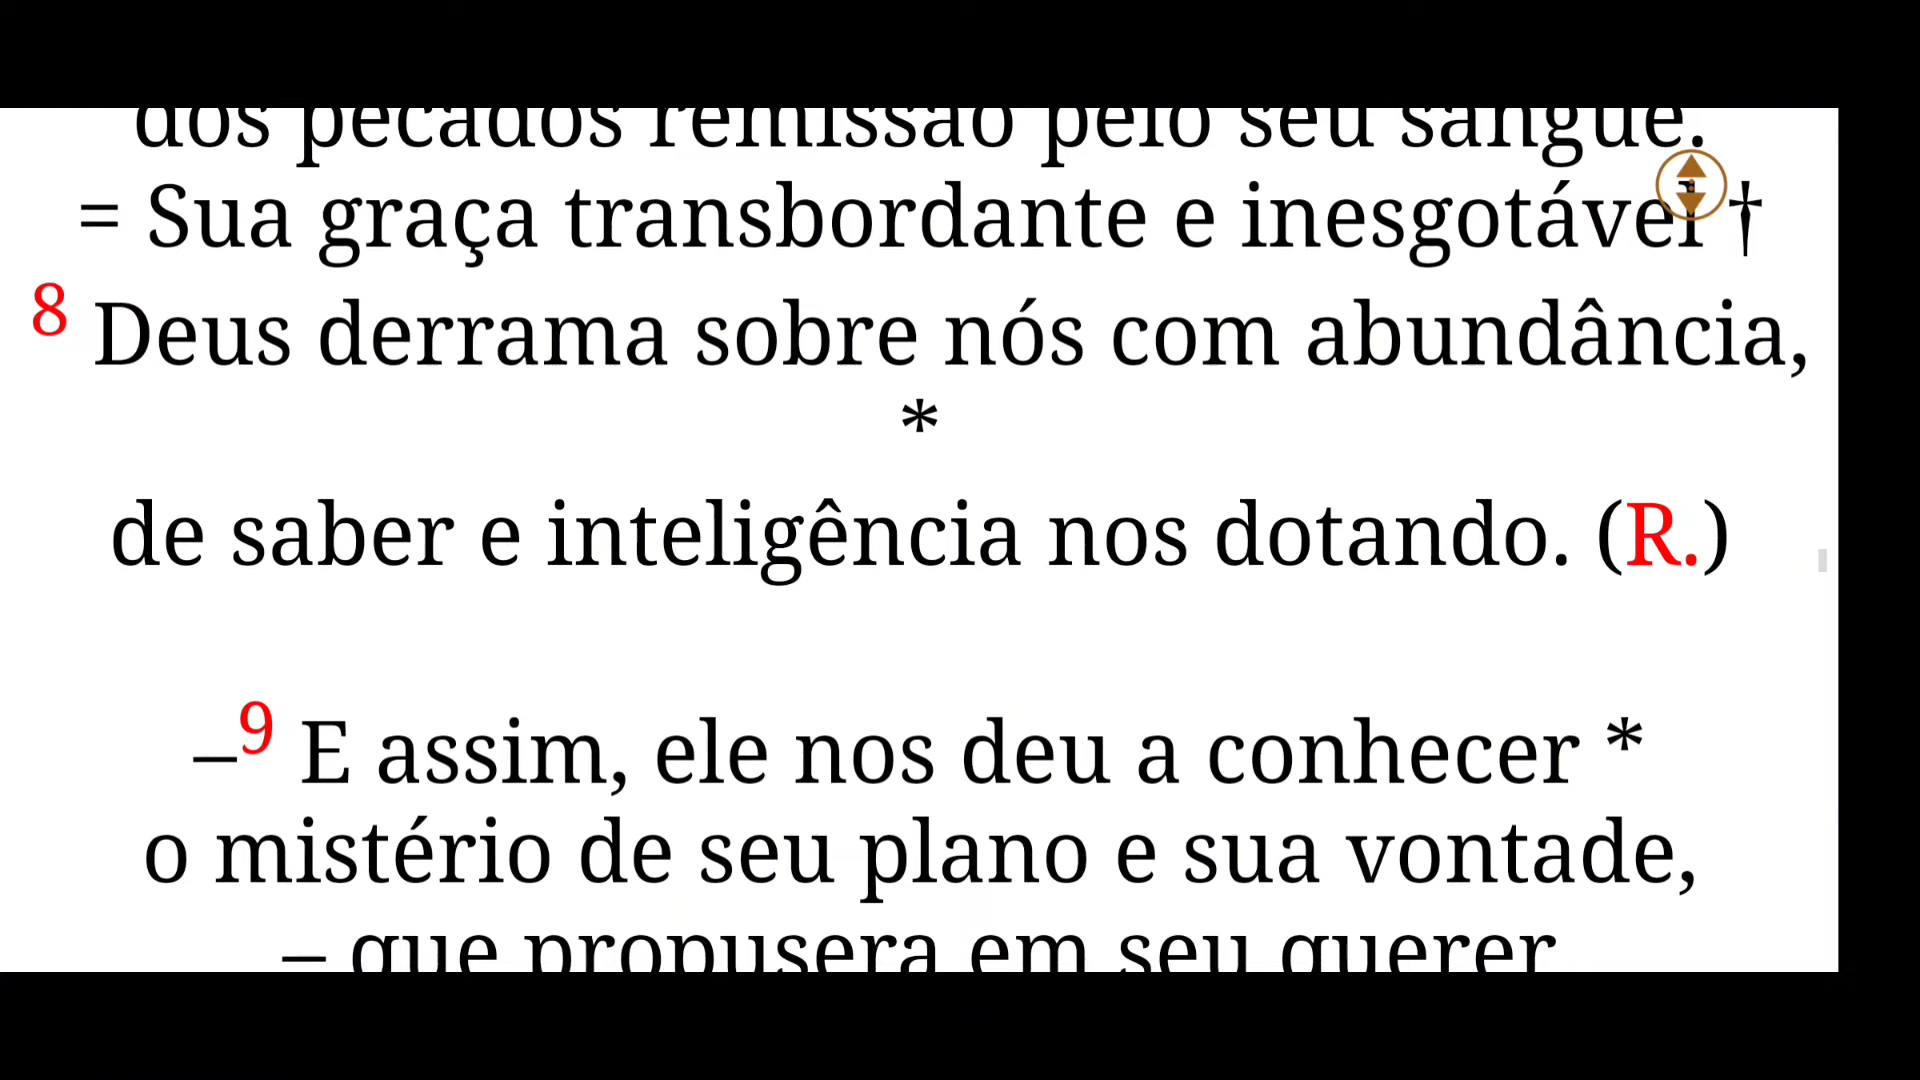 dos pecados remissão pelo seu sangue.
= Sua graça transbordante e inesgotável †
8 Deus derrama sobre nós com abundância,
*
de saber e inteligência nos dotando. (R.)
–9 E assim, ele nos deu a conhecer *
o mistério de seu plano e sua vontade,
– que propusera em seu querer